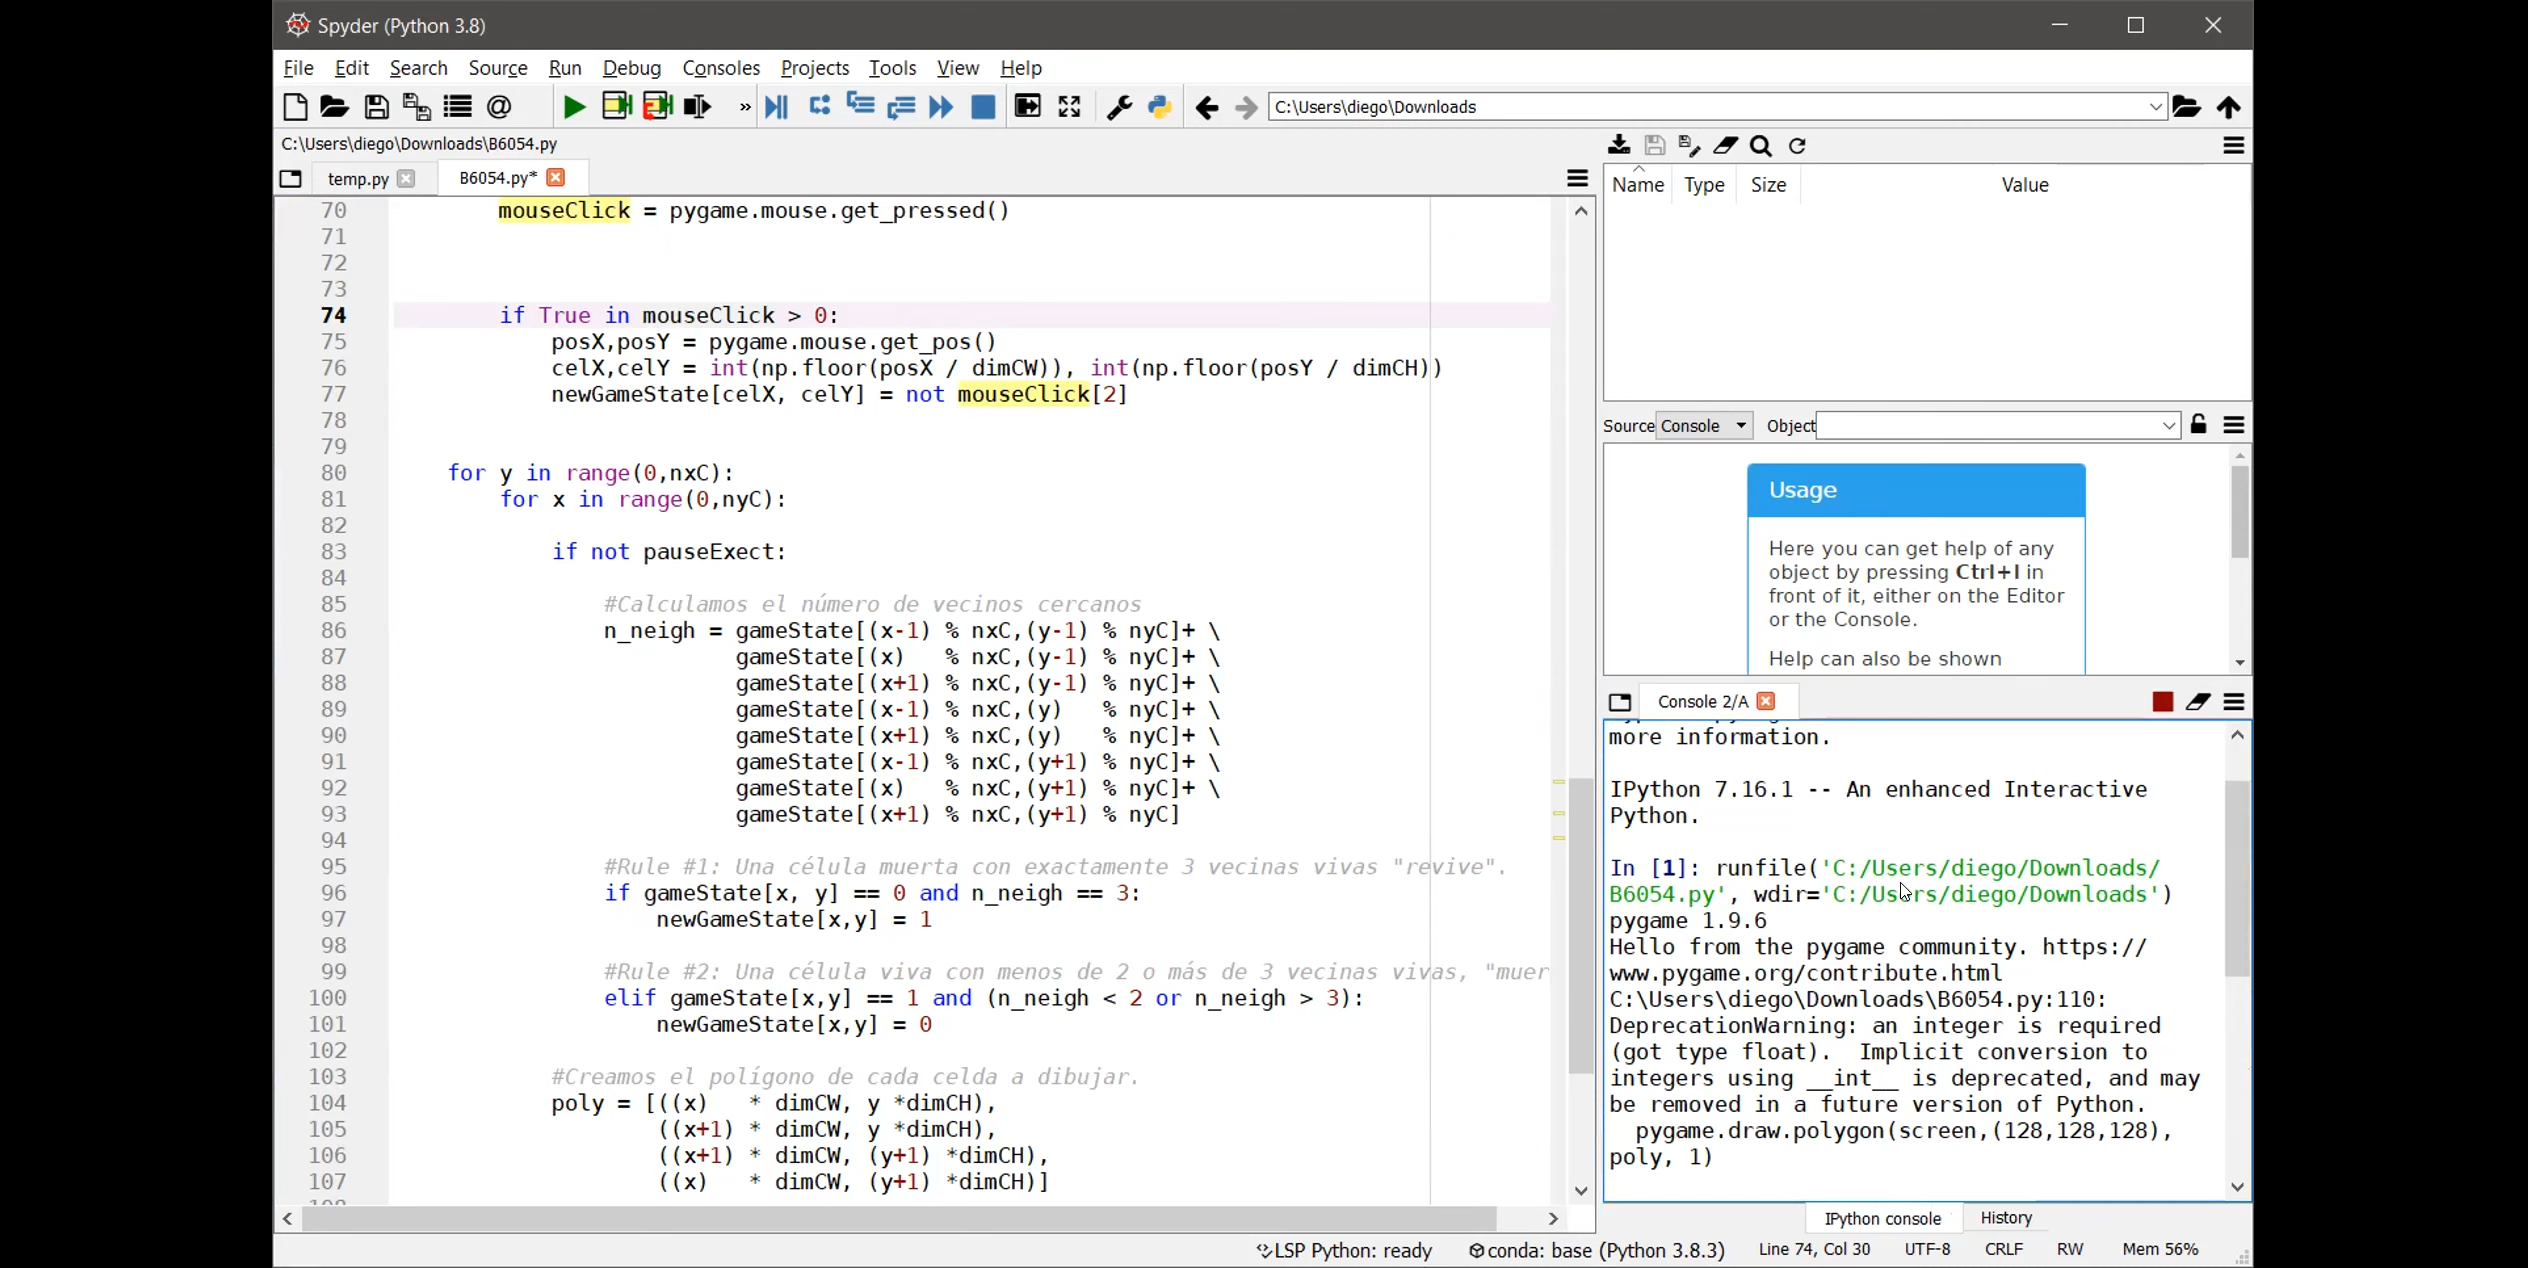 Spyder (Python 3.8)
File Edit Search Source Run Debug Consoles Projects Tools View Help
C:\Users\diego\Downloads
C:\Users\diego\Downloads\B6054.py
temp.py B6054.py*
70 mouseClick = pygame.mouse.get_pressed()
71
72
73
74 if True in mouseClick > 0:
75 posX,posY = pygame.mouse.get_pos()
76 celX,celY = int(np.floor(posX / dimCW)), int(np.floor(posY / dimCH))
77 newGameState[celX, celY] = not mouseClick[2]
78
79
80 for y in range(0,nxC):
81 for x in range(0,nyC):
82
83 if not pauseExect:
84
85 #Calculamos el número de vecinos cercanos
86 n_neigh = gameState[(x-1) % nxC,(y-1) % nyC]+ \
87 gameState[(x) % nxC,(y-1) % nyC]+ \
88 gameState[(x+1) % nxC,(y-1) % nyC]+ \
89 gameState[(x-1) % nxC,(y) % nyC]+ \
90 gameState[(x+1) % nxC,(y) % nyC]+ \
91 gameState[(x-1) % nxC,(y+1) % nyC]+ \
92 gameState[(x) % nxC,(y+1) % nyC]+ \
93 gameState[(x+1) % nxC,(y+1) % nyC]
94
95 #Rule #1: Una célula muerta con exactamente 3 vecinas vivas "revive".
96 if gameState[x, y] == 0 and n_neigh == 3:
97 newGameState[x,y] = 1
98
99 #Rule #2: Una célula viva con menos de 2 o más de 3 vecinas vivas, "muer
100 elif gameState[x,y] == 1 and (n_neigh < 2 or n_neigh > 3):
101 newGameState[x,y] = 0
102
103 #Creamos el polígono de cada celda a dibujar.
104 poly = [((x) * dimCW, y *dimCH),
105 ((x+1) * dimCW, y *dimCH),
106 ((x+1) * dimCW, (y+1) *dimCH),
107 ((x) * dimCW, (y+1) *dimCH)]
Name Type Size Value
Source Console Object
Usage
Here you can get help of any
object by pressing Ctrl+I in
front of it, either on the Editor
or the Console.
Help can also be shown
Console 2/A
more information.
IPython 7.16.1 -- An enhanced Interactive
Python.
In [1]: runfile('C:/Users/diego/Downloads/
B6054.py', wdir='C:/Users/diego/Downloads')
pygame 1.9.6
Hello from the pygame community. https://
www.pygame.org/contribute.html
C:\Users\diego\Downloads\B6054.py:110:
DeprecationWarning: an integer is required
(got type float).  Implicit conversion to
integers using __int__ is deprecated, and may
be removed in a future version of Python.
pygame.draw.polygon(screen,(128,128,128),
poly, 1)
IPython console History
LSP Python: ready conda: base (Python 3.8.3) Line 74, Col 30 UTF-8 CRLF RW Mem 56%